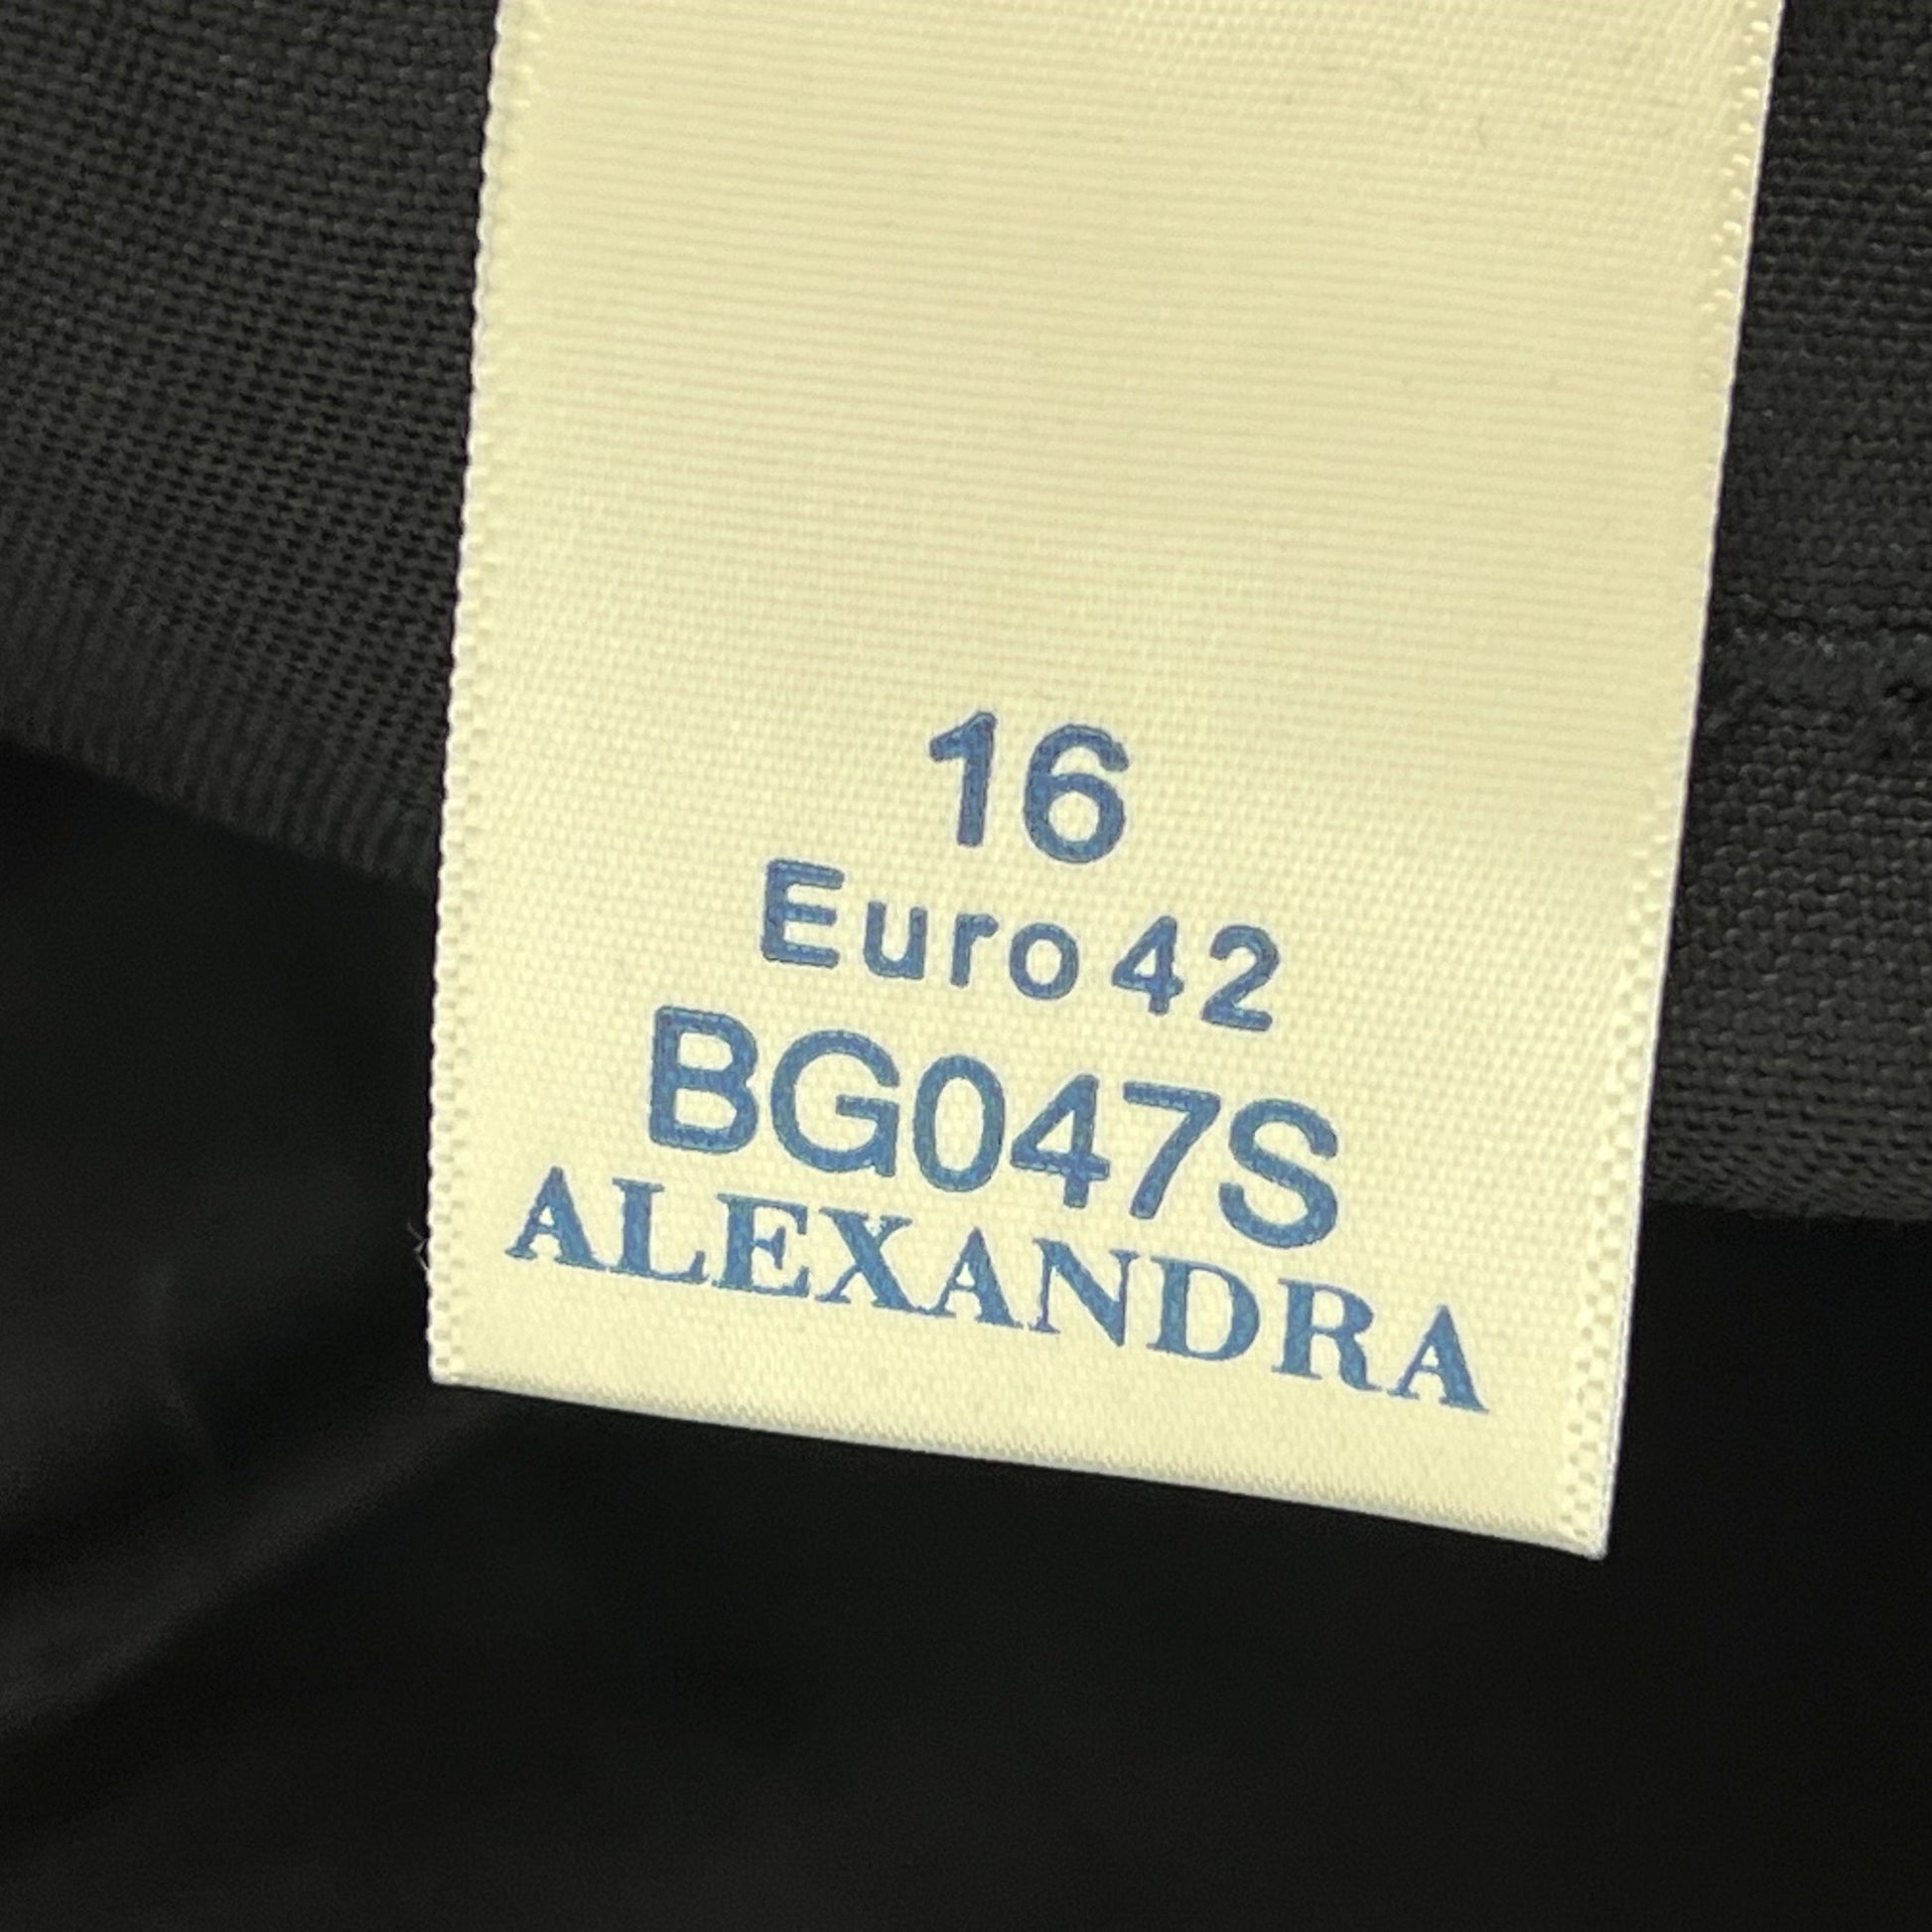 16
Euro 42
BG047S
ALEXANDRA